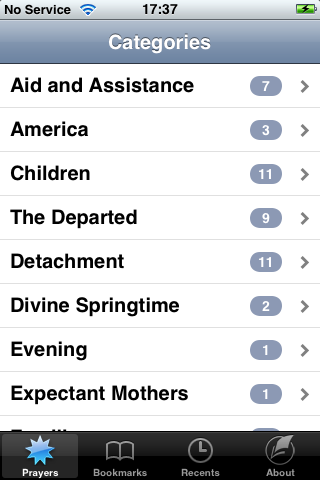 No Service 17:37
Categories
Aid and Assistance 7
America 3
Children 11
The Departed 9
Detachment 11
Divine Springtime 2
Evening 1
Expectant Mothers 1
Prayers Bookmarks Recents About